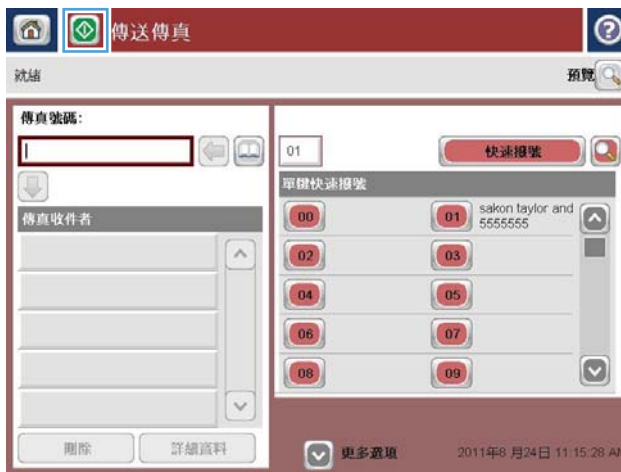 傳送傳真
就緒
預覽
傳真號碼:
01
快速撥號
單鍵快速撥號
傳真收件者
00
01
sakon taylor and
5555555
02
03
04
05
06
07
08
09
刪除
詳細資料
更多選項
2011年8 月24日 11:15:28 AM